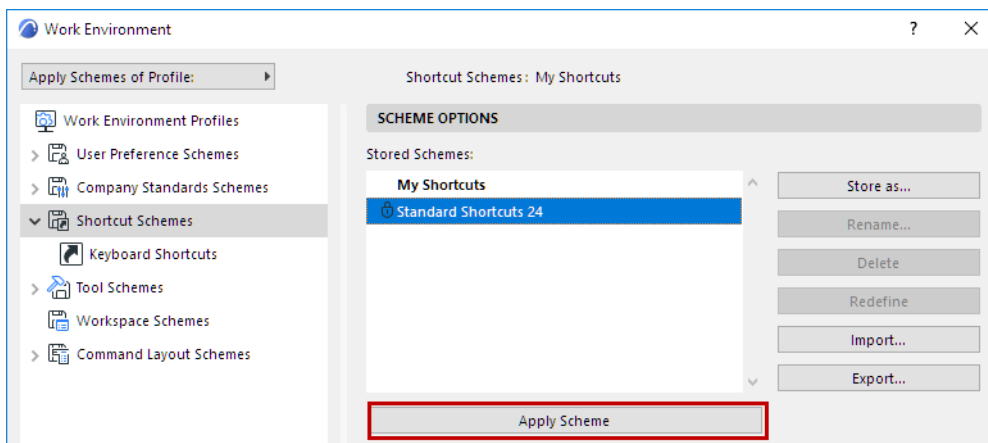 Work Environment
?
Apply Schemes of Profile:
Shortcut Schemes: My Shortcuts
Work Environment Profiles
User Preference Schemes
Company Standards Schemes
Shortcut Schemes
Keyboard Shortcuts
Tool Schemes
Workspace Schemes
Command Layout Schemes
SCHEME OPTIONS
Stored Schemes:
My Shortcuts
Standard Shortcuts 24
Store as...
Rename...
Delete
Redefine
Import...
Export...
Apply Scheme